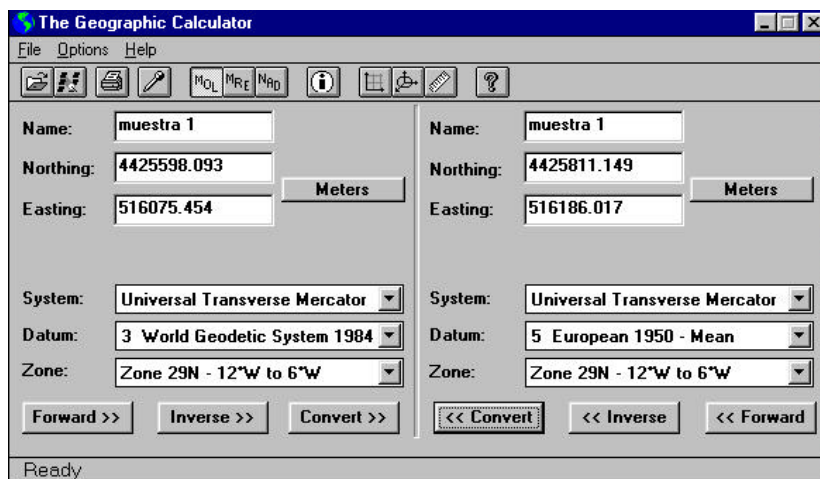 The Geographic Calculator
File Options Help
MOL MRE NAD
Name: muestra 1
Northing: 4425598.093
Meters
Easting: 516075.454
System: Universal Transverse Mercator
Datum: 3 World Geodetic System 1984
Zone: Zone 29N - 12°W to 6°W
Forward >> Inverse >> Convert >>
Name: muestra 1
Northing: 4425811.149
Meters
Easting: 516186.017
System: Universal Transverse Mercator
Datum: 5 European 1950 - Mean
Zone: Zone 29N - 12°W to 6°W
<< Convert << Inverse << Forward
Ready